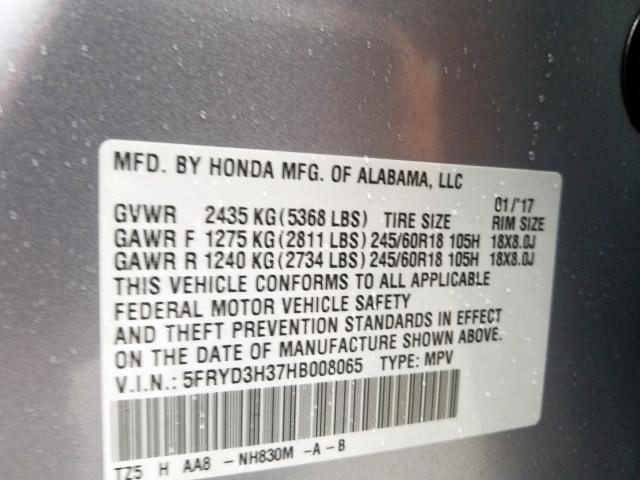 MFD. BY HONDA MFG. OF ALABAMA, LLC
01/'17
GVWR 2435 KG(5368 LBS) TIRE SIZE RIM SIZE
GAWR F 1275 KG(2811 LBS) 245/60R18 105H 18X8.0J
GAWR R 1240 KG(2734 LBS) 245/60R18 105H 18X8.0J
THIS VEHICLE CONFORMS TO ALL APPLICABLE
FEDERAL MOTOR VEHICLE SAFETY
AND THEFT PREVENTION STANDARDS IN EFFECT
ON THE DATE OF MANUFACTURE SHOWN ABOVE.
V.I.N.: 5FRYD3H37HB008065 TYPE: MPV
TZ5 H AA8 -NH830M -A-B